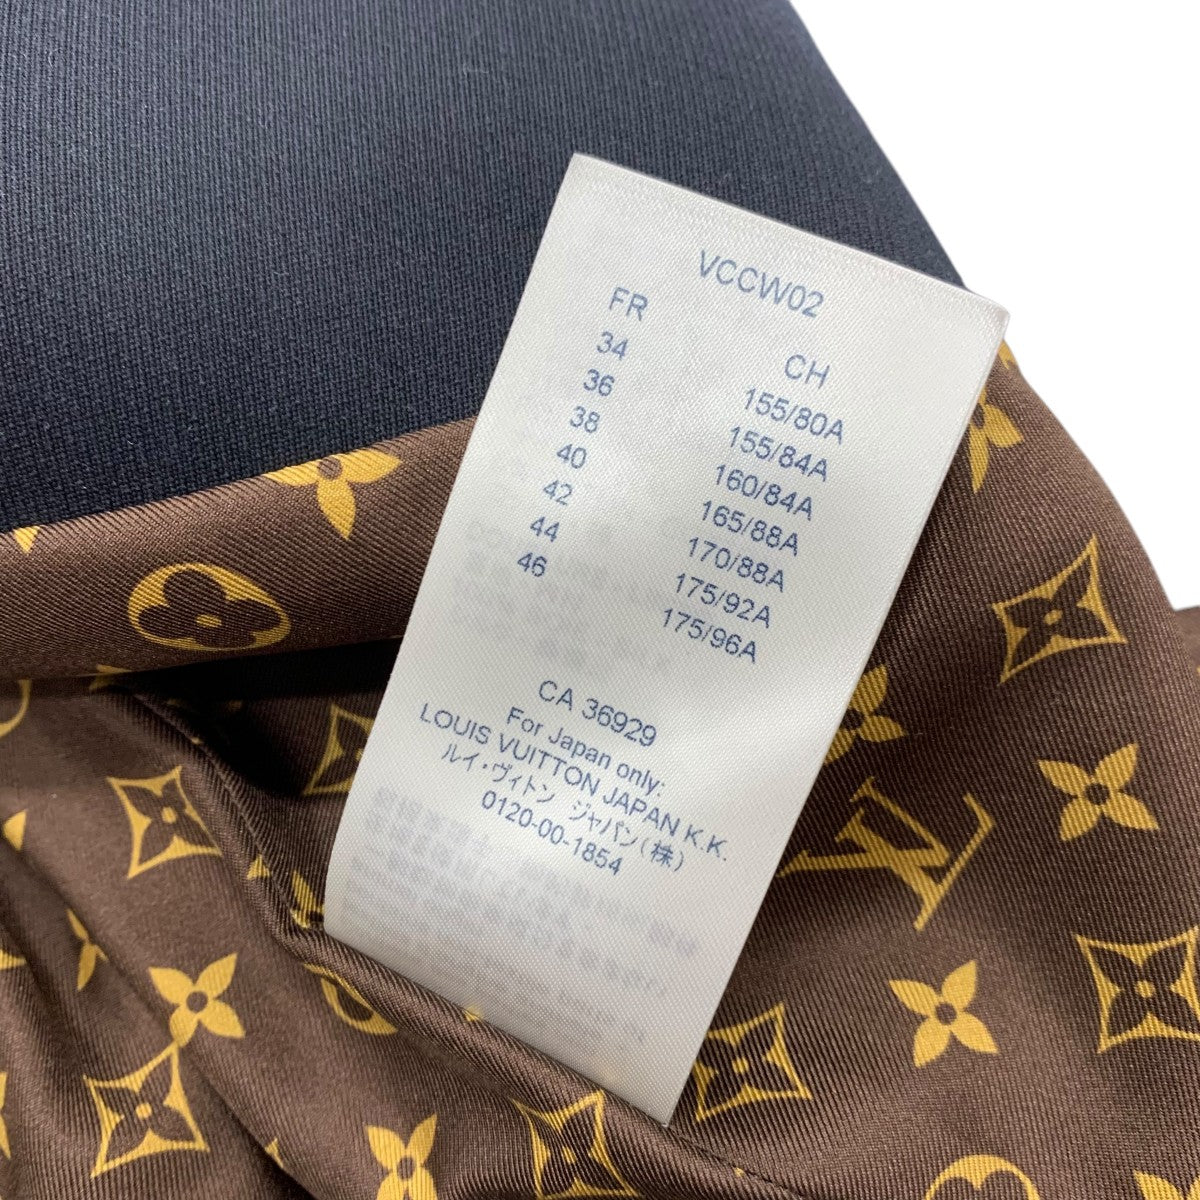 VCCW02
FR CH
34 155/80A
36 155/84A
38 160/84A
40 165/88A
42 170/88A
44 175/92A
46 175/96A
CA 36929
For Japan only:
LOUIS VUITTON JAPAN K.K.
ルイ・ヴィトン ジャパン(株)
0120-00-1854